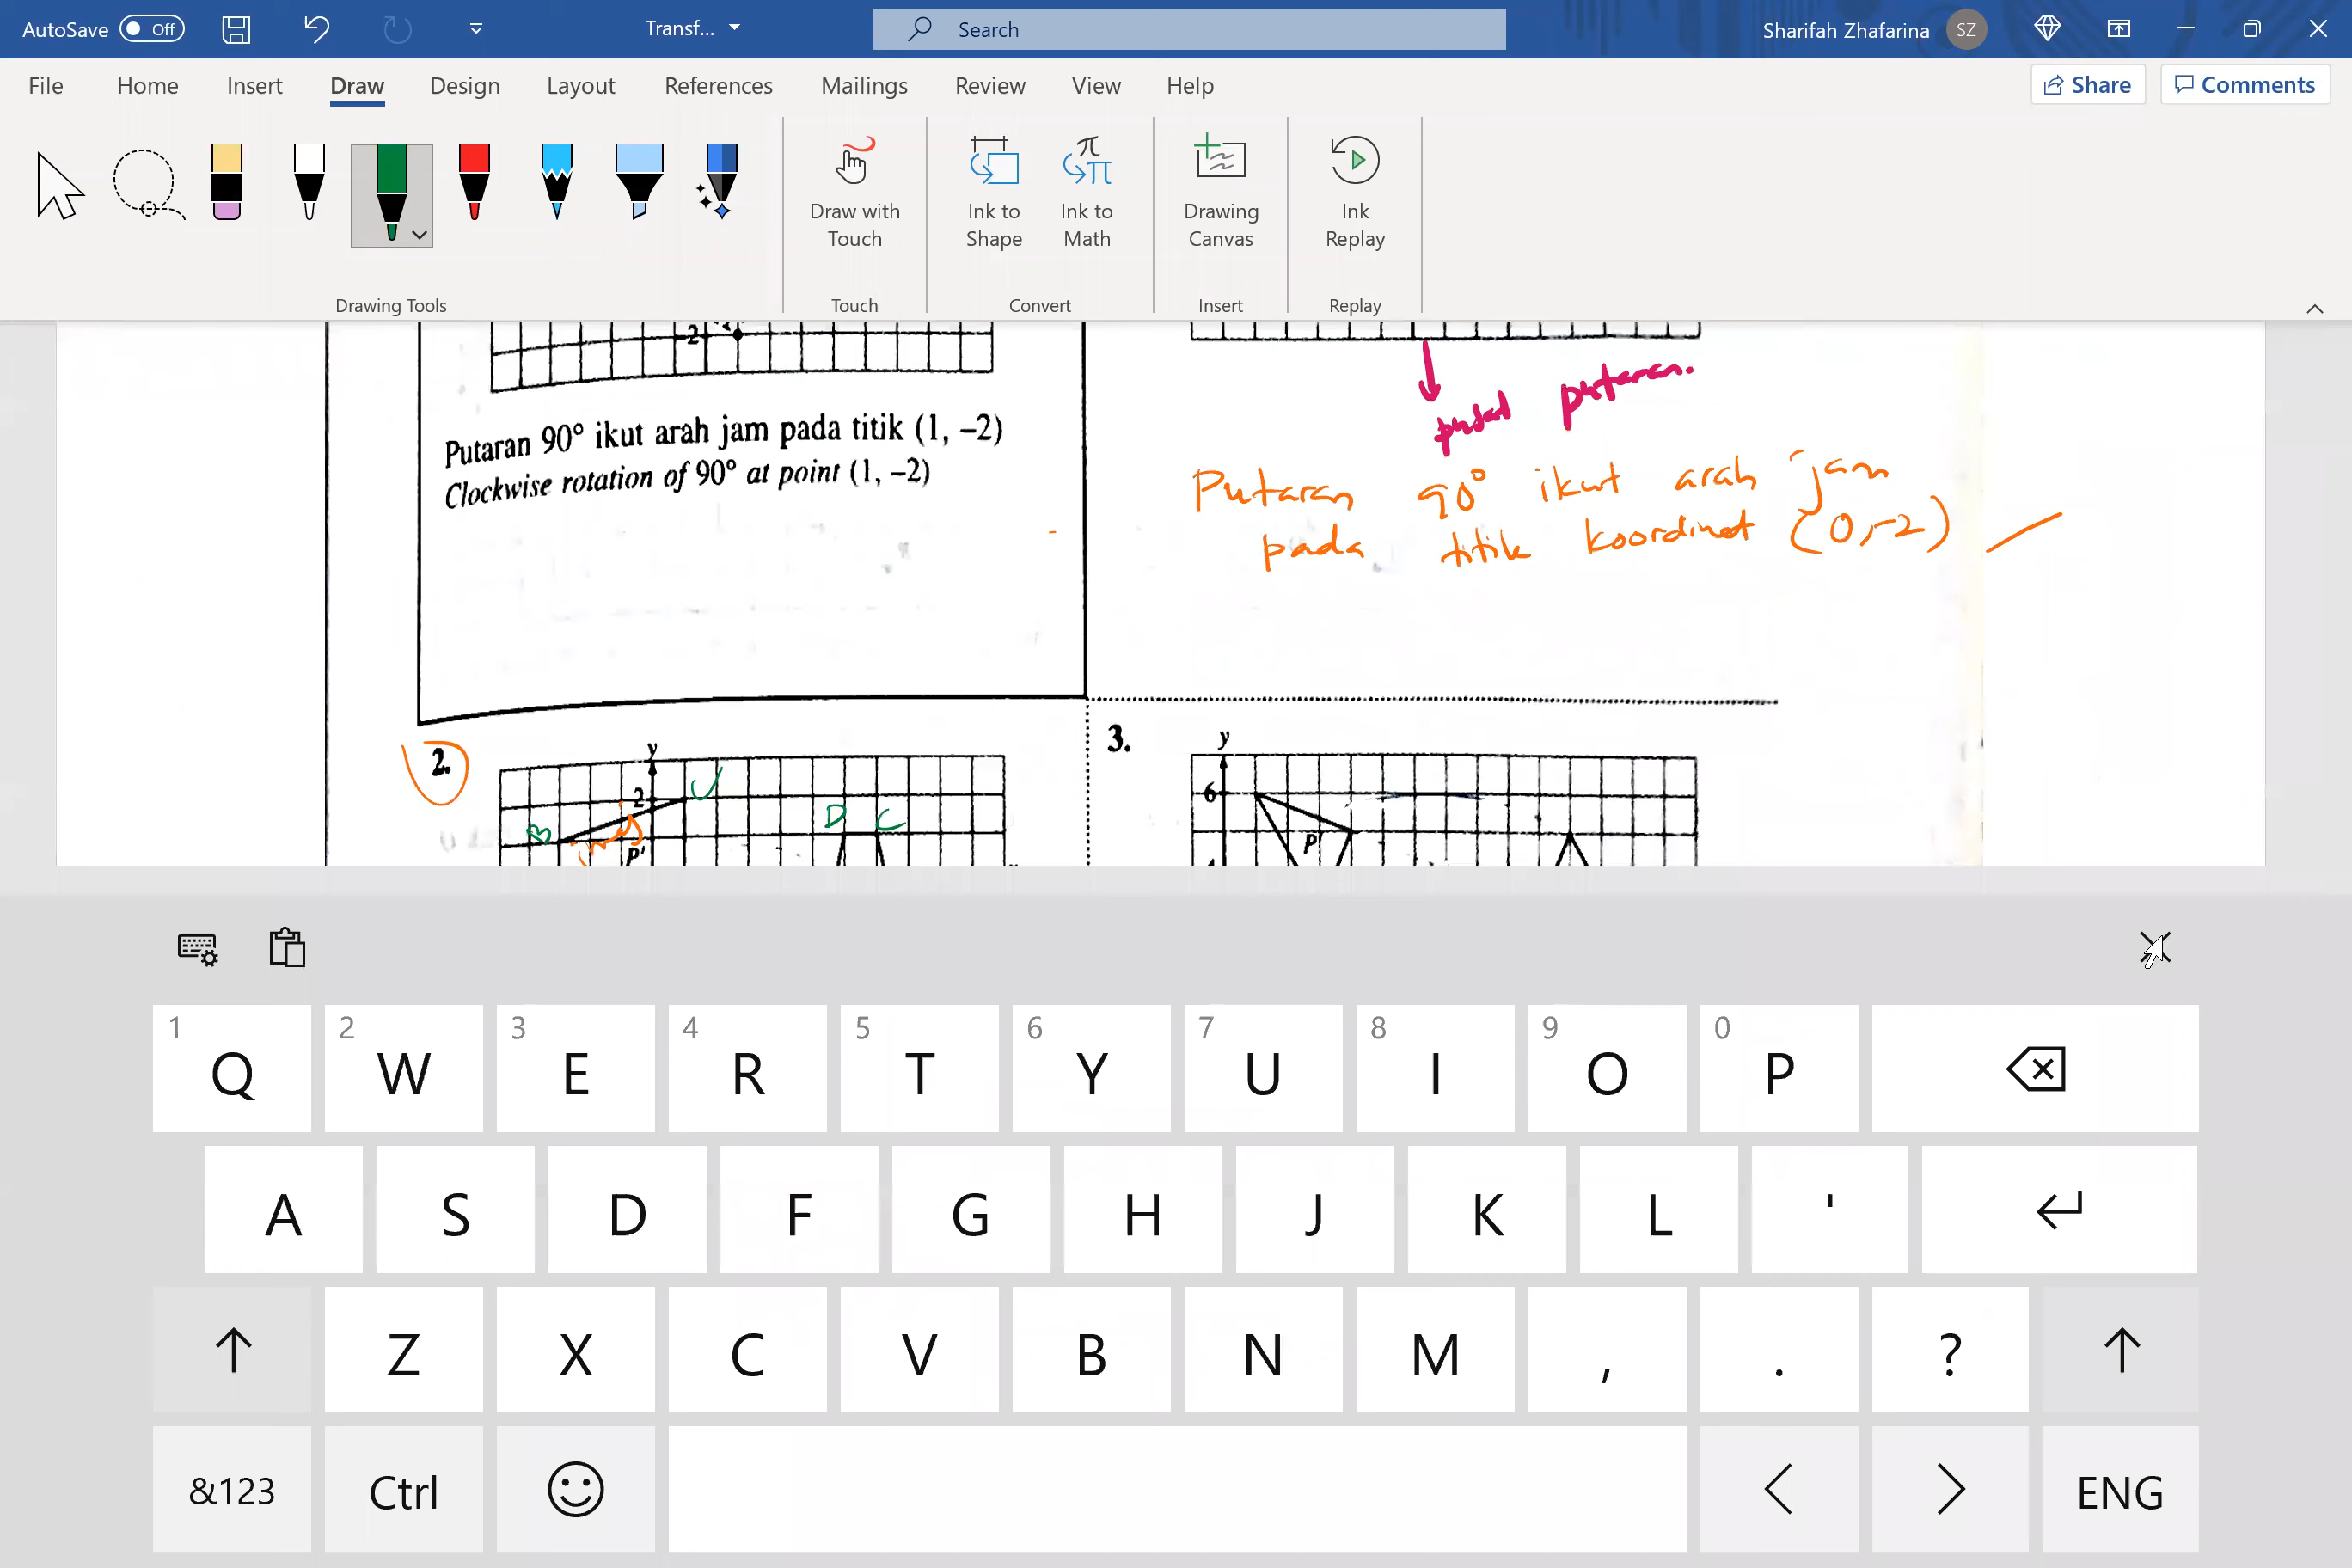 AutoSave Off Transf... Search Sharifah Zhafarina SZ
File Home Insert Draw Design Layout References Mailings Review View Help Share Comments
Draw with Touch
Ink to Shape
Ink to Math
Drawing Canvas
Ink Replay
Drawing Tools Touch Convert Insert Replay
-2
Putaran 90° ikut arah jam pada titik (1, −2)
Clockwise rotation of 90° at point (1, −2)
pusat putaran.
Putaran 90° ikut arah jam
pada titik koordinat (0,-2)
2.
y
2
B
P'
D C
3.
y
6
P'
1 Q 2 W 3 E 4 R 5 T 6 Y 7 U 8 I 9 O 0 P
A S D F G H J K L '
Z X C V B N M , . ?
&123 Ctrl ENG